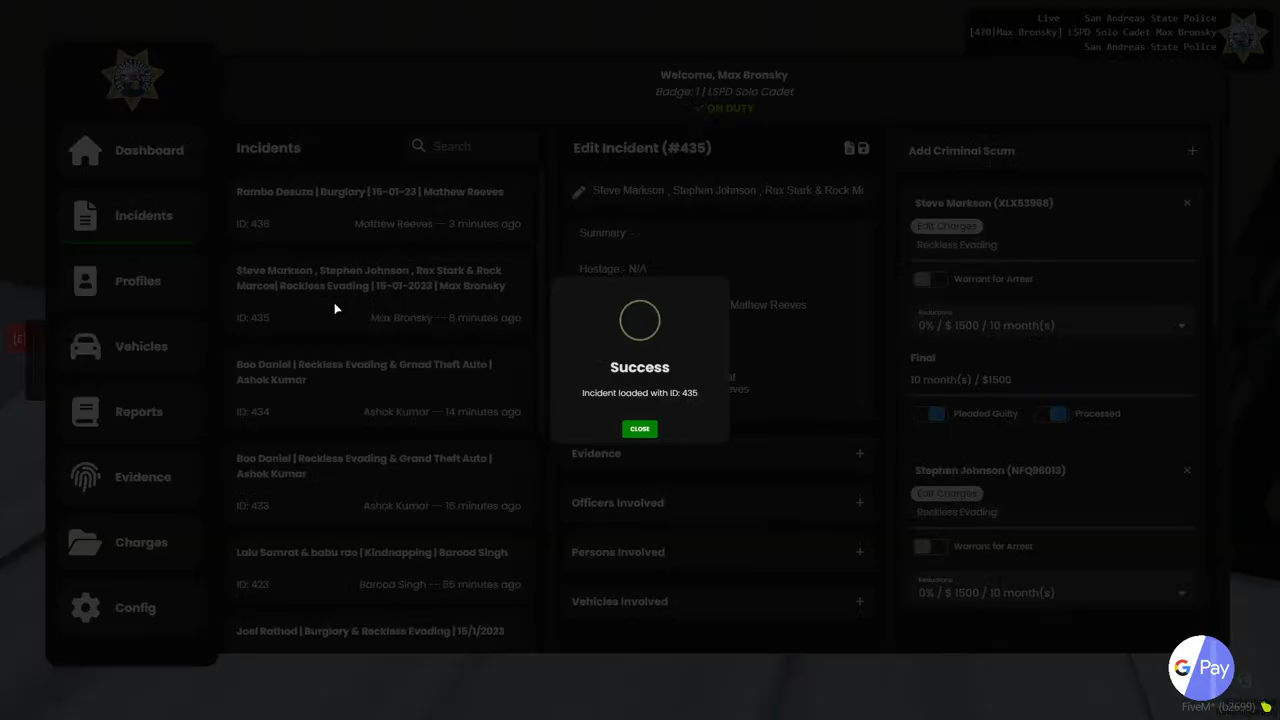 Live San Andreas State Police
[470|Max Bronsky] LSPD Solo Cadet Max Bronsky
San Andreas State Police
Welcome, Max Bronsky
Badge: 1 | LSPD Solo Cadet
ON DUTY
Dashboard
Incidents
Profiles
Vehicles
Reports
Evidence
Charges
Config
Incidents
Search
Rambo Desuza | Burglary | 15-01-23 | Mathew Reeves
ID: 436 Mathew Reeves — 3 minutes ago
Steve Markson , Stephen Johnson , Rex Stark & Rock
Marcos| Reckless Evading | 15-01-2023 | Max Bronsky
ID: 435 Max Bronsky — 8 minutes ago
Boo Daniel | Reckless Evading & Grnad Theft Auto |
Ashok Kumar
ID: 434 Ashok Kumar — 14 minutes ago
Boo Daniel | Reckless Evading & Grand Theft Auto |
Ashok Kumar
ID: 433 Ashok Kumar — 16 minutes ago
Lalu Samrat & babu rao | Kindnapping | Barood Singh
ID: 423 Barood Singh — 85 minutes ago
Joel Rathod | Burglary & Reckless Evading | 15/1/2023
Edit Incident (#435)
Steve Markson , Stephen Johnson , Rex Stark & Rock
Summary - -
Hostage:- N/A
Mathew Reeves.
Success
Incident loaded with ID: 435
CLOSE
Evidence +
Officers Involved +
Persons Involved +
Vehicles Involved +
Add Criminal Scum +
Steve Markson (XLX53968)
Edit Charges
Reckless Evading
Warrant for Arrest
Reductions
0% / $ 1500 / 10 month(s)
Final
10 month(s) / $1500
Pleaded Guilty Processed
Stephen Johnson (NFQ96013)
Edit Charges
Reckless Evading
Warrant for Arrest
Reductions
0% / $ 1500 / 10 month(s)
G Pay
FiveM* (b2699)